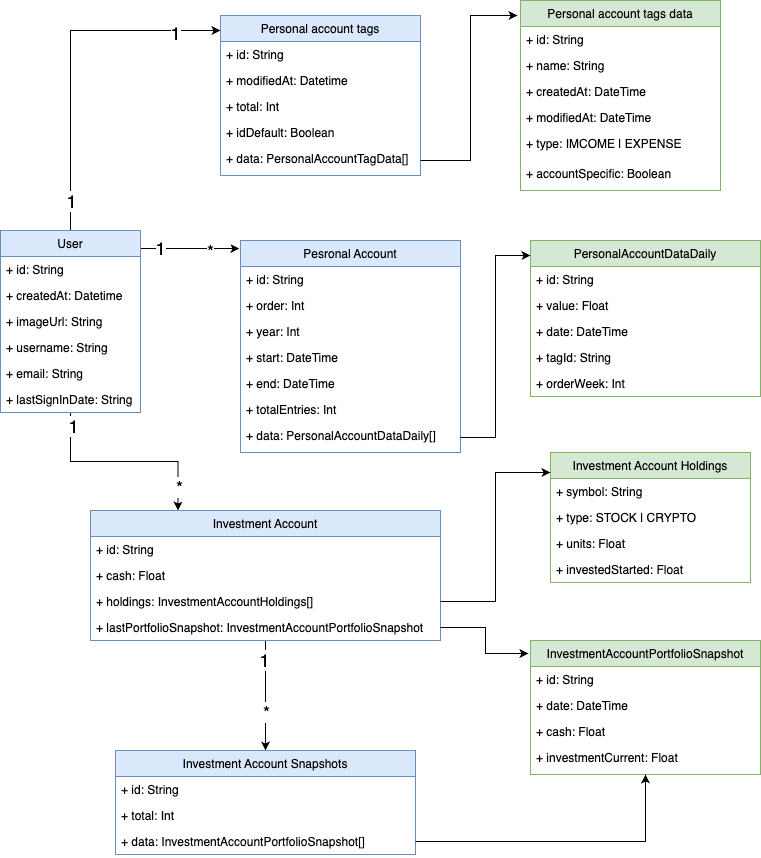 Personal account tags
+ id: String
+ modifiedAt: Datetime
+ total: Int
+ idDefault: Boolean
+ data: PersonalAccountTagData[]
Personal account tags data
+ id: String
+ name: String
+ createdAt: DateTime
+ modifiedAt: DateTime
+ type: IMCOME | EXPENSE
+ accountSpecific: Boolean
1
1
User
+ id: String
+ createdAt: Datetime
+ imageUrl: String
+ username: String
+ email: String
+ lastSignInDate: String
1
*
Pesronal Account
+ id: String
+ order: Int
+ year: Int
+ start: DateTime
+ end: DateTime
+ totalEntries: Int
+ data: PersonalAccountDataDaily[]
PersonalAccountDataDaily
+ id: String
+ value: Float
+ date: DateTime
+ tagId: String
+ orderWeek: Int
1
*
Investment Account
+ id: String
+ cash: Float
+ holdings: InvestmentAccountHoldings[]
+ lastPortfolioSnapshot: InvestmentAccountPortfolioSnapshot
Investment Account Holdings
+ symbol: String
+ type: STOCK | CRYPTO
+ units: Float
+ investedStarted: Float
InvestmentAccountPortfolioSnapshot
+ id: String
+ date: DateTime
+ cash: Float
+ investmentCurrent: Float
1
*
Investment Account Snapshots
+ id: String
+ total: Int
+ data: InvestmentAccountPortfolioSnapshot[]